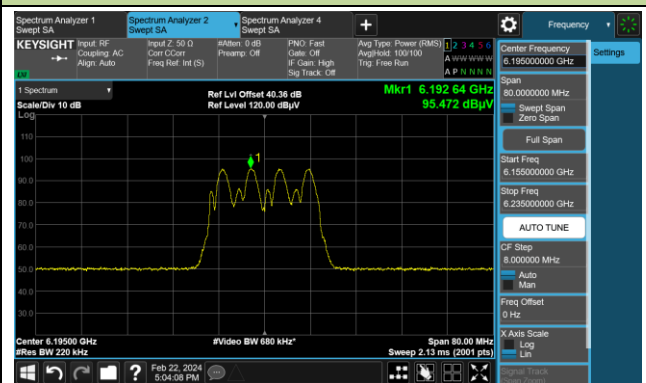 Spectrum Analyzer 1
Swept SA
Spectrum Analyzer 2
Swept SA
Spectrum Analyzer 4
Swept SA
+
Frequency
KEYSIGHT
Input: RF
Coupling: AC
Align: Auto
Input Z: 50 Ω
Corr CCorr
Freq Ref: Int (S)
#Atten: 0 dB
Preamp: Off
PNO: Fast
Gate: Off
IF Gain: High
Sig Track: Off
Avg Type: Power (RMS)
Avg|Hold: 100/100
Trig: Free Run
1 2 3 4 5 6
A W W W W W
A P N N N N
1 Spectrum
Scale/Div 10 dB
Log
Ref Lvl Offset 40.36 dB
Ref Level 120.00 dBµV
Mkr1 6.192 64 GHz
95.472 dBµV
1
110
100
90.0
80.0
70.0
60.0
50.0
40.0
30.0
Center 6.19500 GHz
#Res BW 220 kHz
#Video BW 680 kHz*
Span 80.00 MHz
Sweep 2.13 ms (2001 pts)
Feb 22, 2024
5:04:08 PM
?
Center Frequency
6.195000000 GHz
Settings
Span
80.0000000 MHz
Swept Span
Zero Span
Full Span
Start Freq
6.155000000 GHz
Stop Freq
6.235000000 GHz
AUTO TUNE
CF Step
8.000000 MHz
Auto
Man
Freq Offset
0 Hz
X Axis Scale
Log
Lin
Signal Track
(Span Zoom)